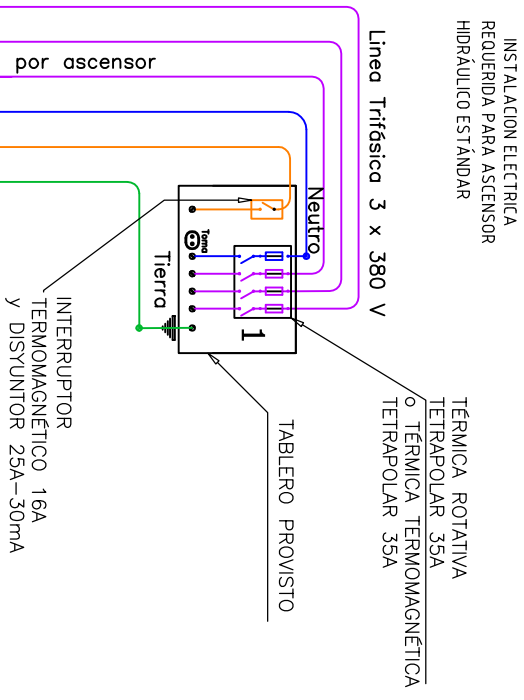 INSTALACION ELECTRICA
REQUERIDA PARA ASCENSOR
HIDRÁULICO ESTÁNDAR
Linea Trifásica 3 x 380 V
por ascensor
Neutro
Toma
Tierra
1
TÉRMICA ROTATIVA
TETRAPOLAR 35A
o TÉRMICA TERMOMAGNÉTICA
TETRAPOLAR 35A
TABLERO PROVISTO
INTERRUPTOR
TERMOMAGNÉTICO 16A
y DISYUNTOR 25A-30mA